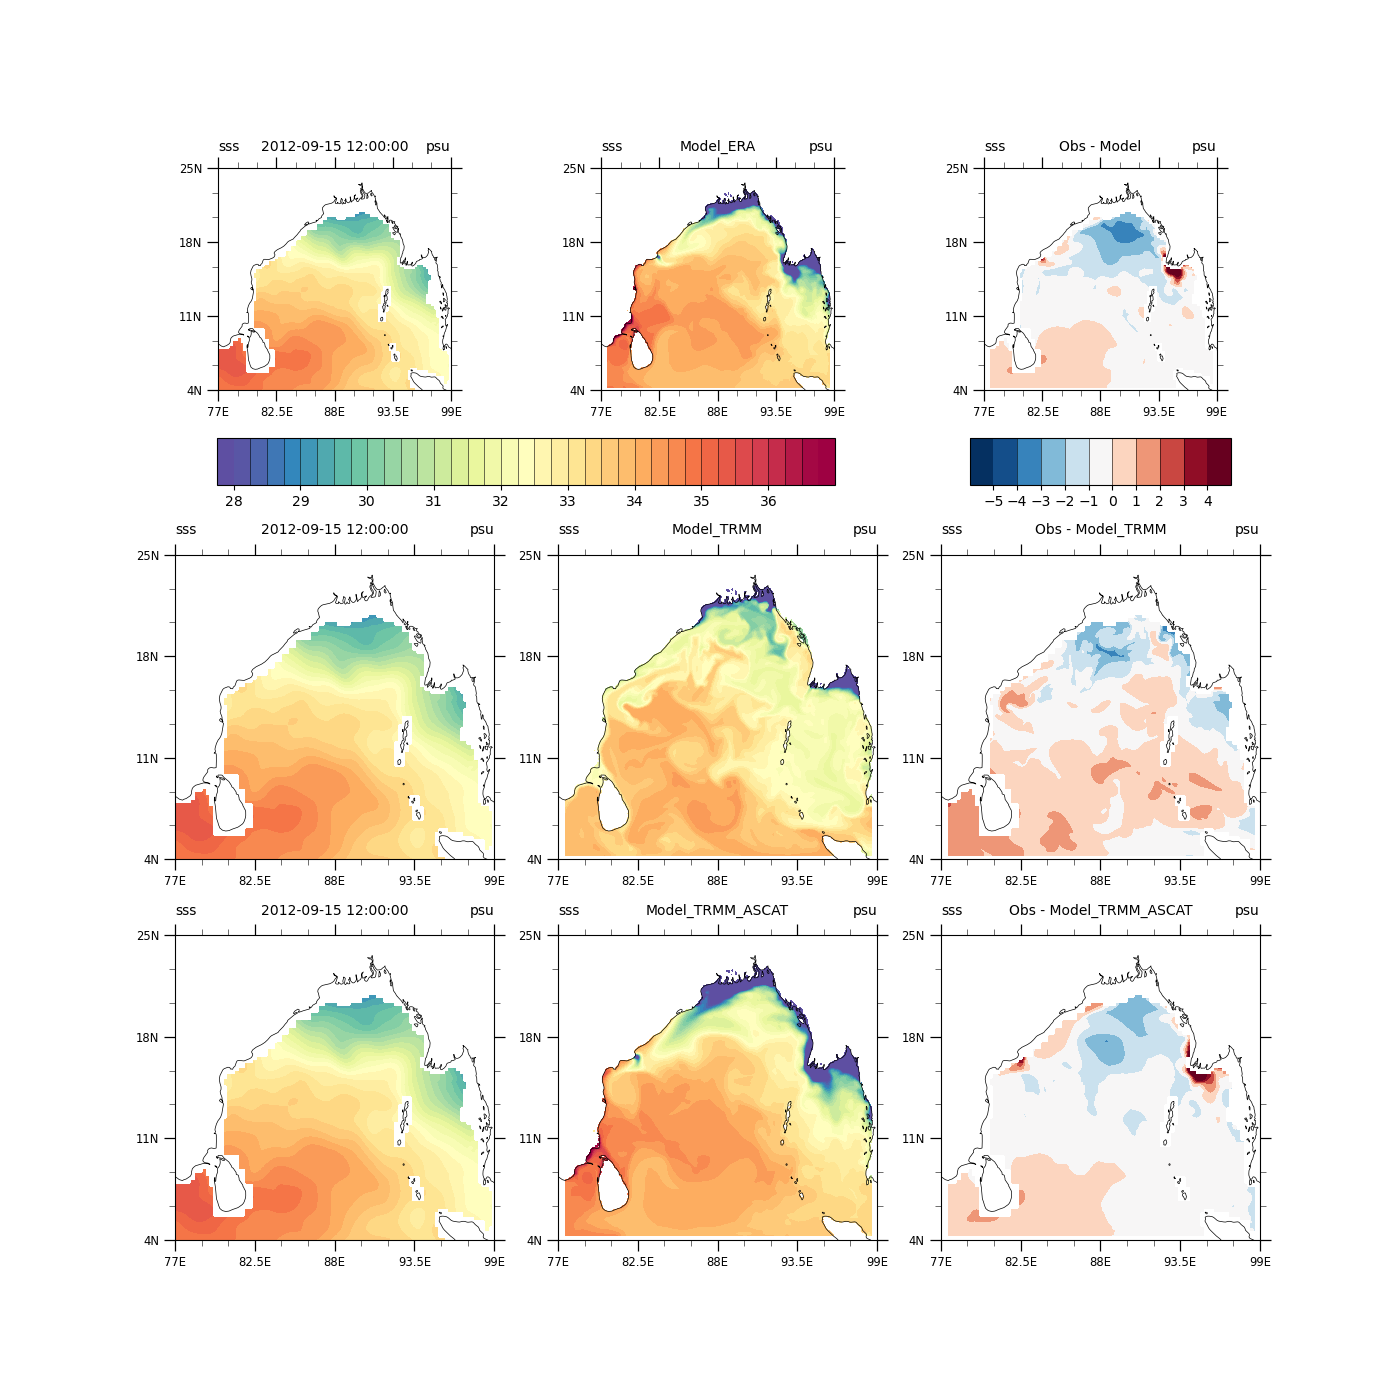 sss 2012-09-15 12:00:00 psu sss Model_ERA psu sss Obs - Model psu
25N 25N 25N
18N 18N 18N
11N 11N 11N
4N 4N 4N
77E 82.5E 88E 93.5E 99E 77E 82.5E 88E 93.5E 99E 77E 82.5E 88E 93.5E 99E
28 29 30 31 32 33 34 35 36 −5 −4 −3 −2 −1 0 1 2 3 4
sss 2012-09-15 12:00:00 psu sss Model_TRMM psu sss Obs - Model_TRMM psu
25N 25N 25N
18N 18N 18N
11N 11N 11N
4N 4N 4N
77E 82.5E 88E 93.5E 99E 77E 82.5E 88E 93.5E 99E 77E 82.5E 88E 93.5E 99E
sss 2012-09-15 12:00:00 psu sss Model_TRMM_ASCAT psu sss Obs - Model_TRMM_ASCAT psu
25N 25N 25N
18N 18N 18N
11N 11N 11N
4N 4N 4N
77E 82.5E 88E 93.5E 99E 77E 82.5E 88E 93.5E 99E 77E 82.5E 88E 93.5E 99E